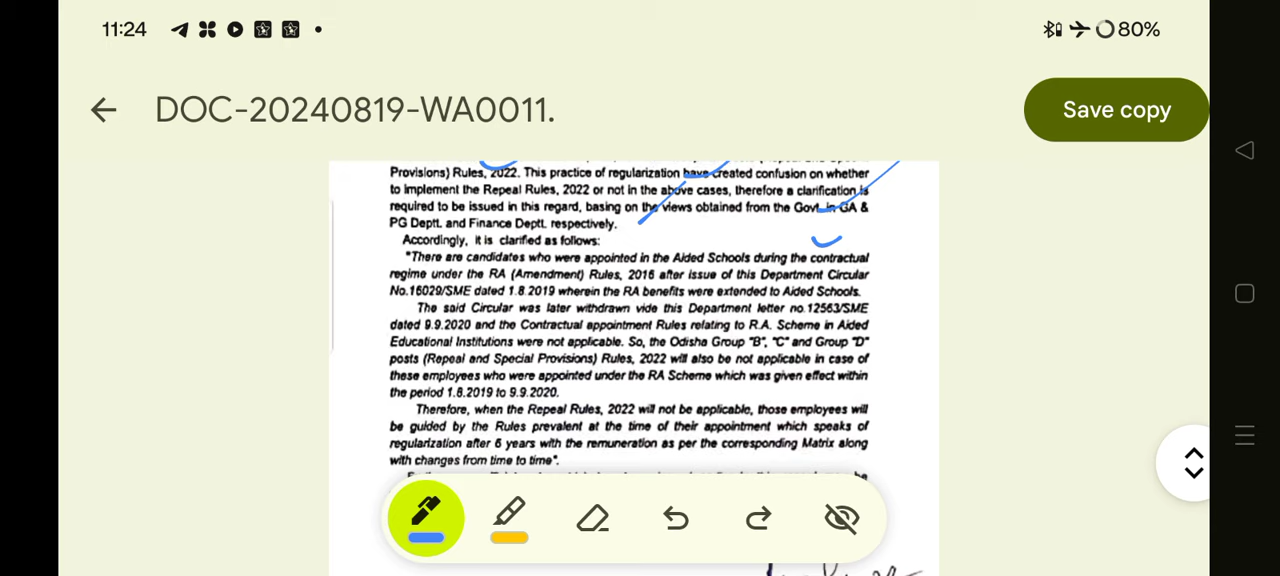 11:24
80%
DOC-20240819-WA0011.
Save copy
Provisions) Rules, 2022. This practice of regularization have created confusion on whether
to implement the Repeal Rules, 2022 or not in the above cases, therefore a clarification is
required to be issued in this regard, basing on the views obtained from the Govt. in GA &
PG Deptt. and Finance Deptt. respectively.
Accordingly, it is clarified as follows:
"There are candidates who were appointed in the Aided Schools during the contractual
regime under the RA (Amendment) Rules, 2016 after issue of this Department Circular
No.16029/SME dated 1.8.2019 wherein the RA benefits were extended to Aided Schools.
The said Circular was later withdrawn vide this Department letter no.12563/SME
dated 9.9.2020 and the Contractual appointment Rules relating to R.A. Scheme in Aided
Educational Institutions were not applicable. So, the Odisha Group "B", "C" and Group "D"
posts (Repeal and Special Provisions) Rules, 2022 will also be not applicable in case of
these employees who were appointed under the RA Scheme which was given effect within
the period 1.8.2019 to 9.9.2020.
Therefore, when the Repeal Rules, 2022 will not be applicable, those employees will
be guided by the Rules prevalent at the time of their appointment which speaks of
regularization after 6 years with the remuneration as per the corresponding Matrix along
with changes from time to time".